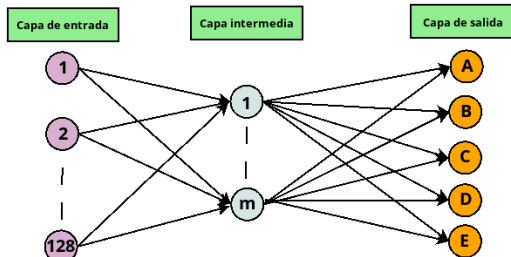 Capa de entrada
Capa intermedia
Capa de salida
1
2
128
1
m
A
B
C
D
E